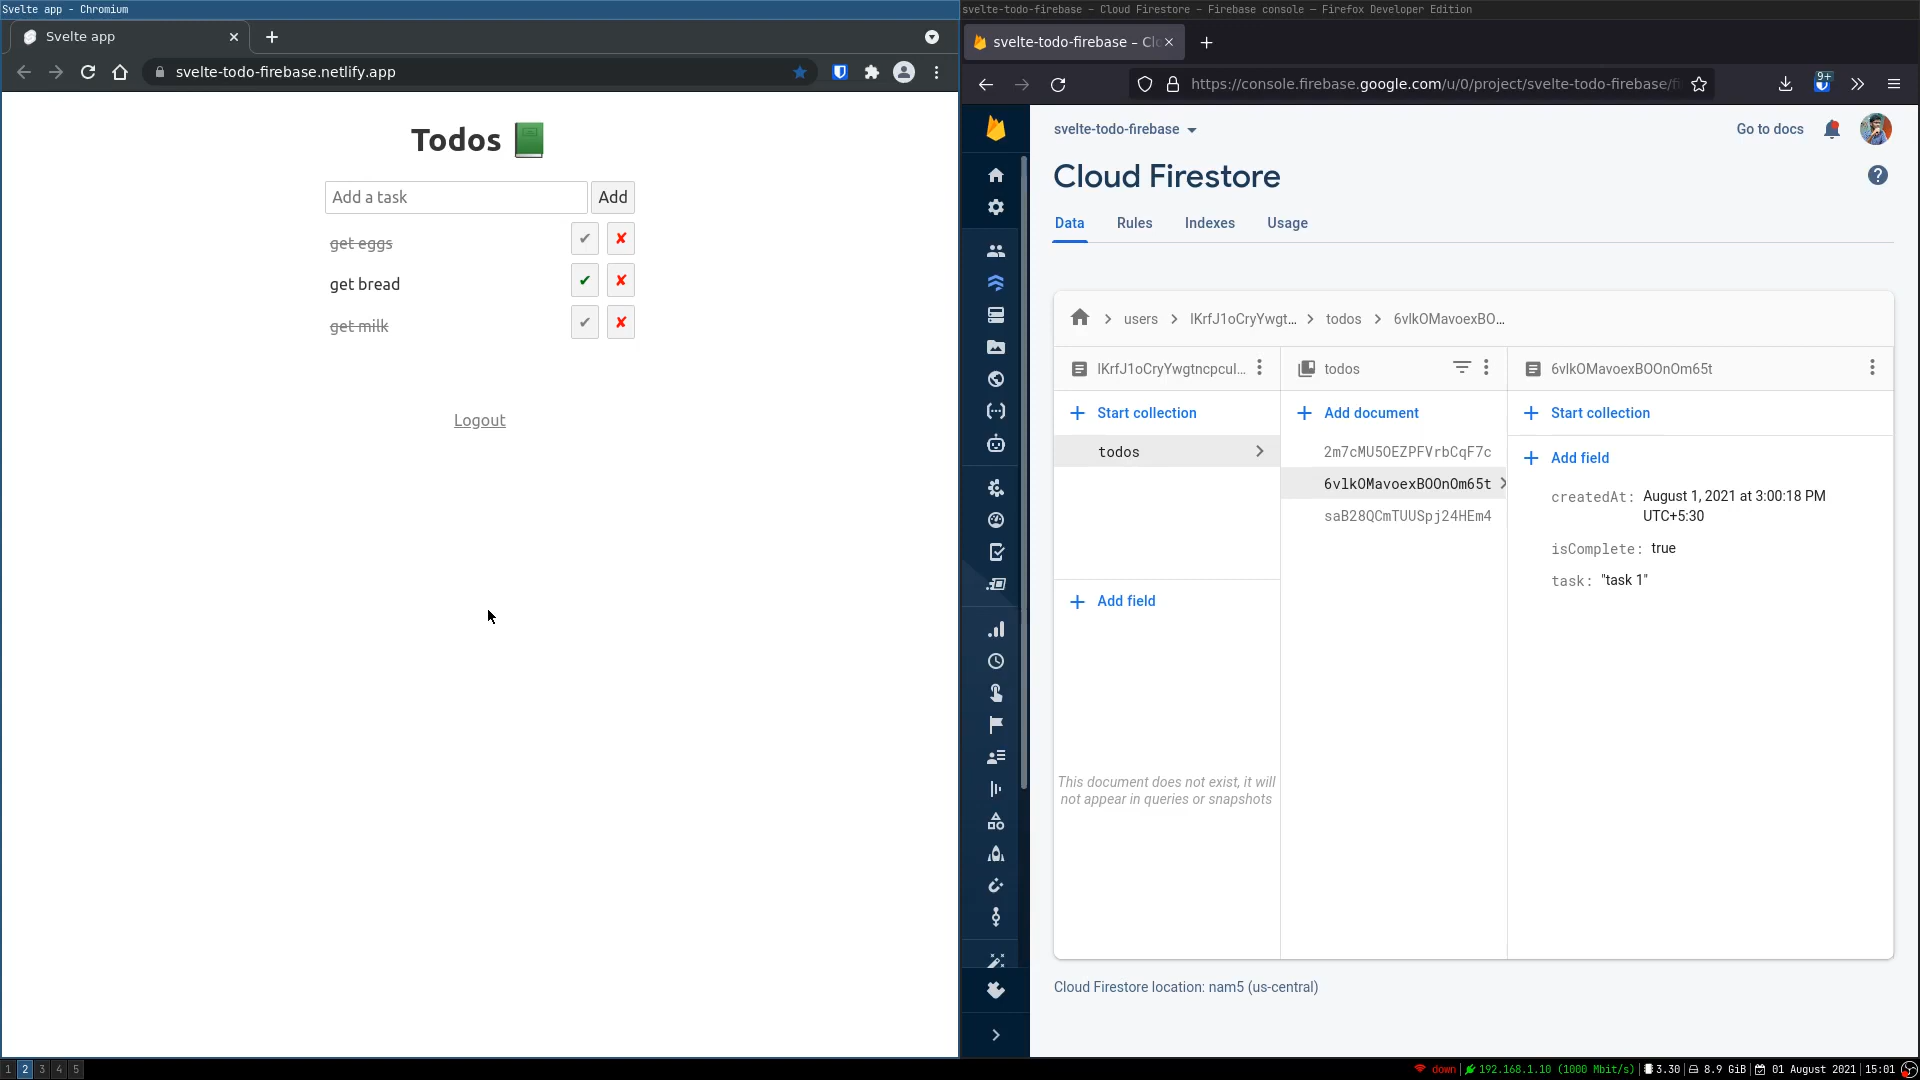 Svelte app - Chromium
Svelte app
svelte-todo-firebase.netlify.app
Todos
Add a task
Add
get eggs
get bread
get milk
Logout
svelte-todo-firebase – Cloud Firestore – Firebase console — Firefox Developer Edition
svelte-todo-firebase – Cl
https://console.firebase.google.com/u/0/project/svelte-todo-firebase/fi
9+
svelte-todo-firebase
Go to docs
Cloud Firestore
Data Rules Indexes Usage
users
lKrfJ1oCryYwgt...
todos
6vlkOMavoexBO...
lKrfJ1oCryYwgtncpcul...
todos
6vlkOMavoexBOOnOm65t
Start collection
Add document
Start collection
todos
2m7cMU5OEZPFVrbCqF7c
6vlkOMavoexBOOnOm65t
saB28QCmTUUSpj24HEm4
Add field
createdAt: August 1, 2021 at 3:00:18 PM
UTC+5:30
isComplete: true
task: "task 1"
Add field
This document does not exist, it will
not appear in queries or snapshots
Cloud Firestore location: nam5 (us-central)
1 2 3 4 5
down 192.168.1.10 (1000 Mbit/s) 3.30 8.9 GiB 01 August 2021 15:01